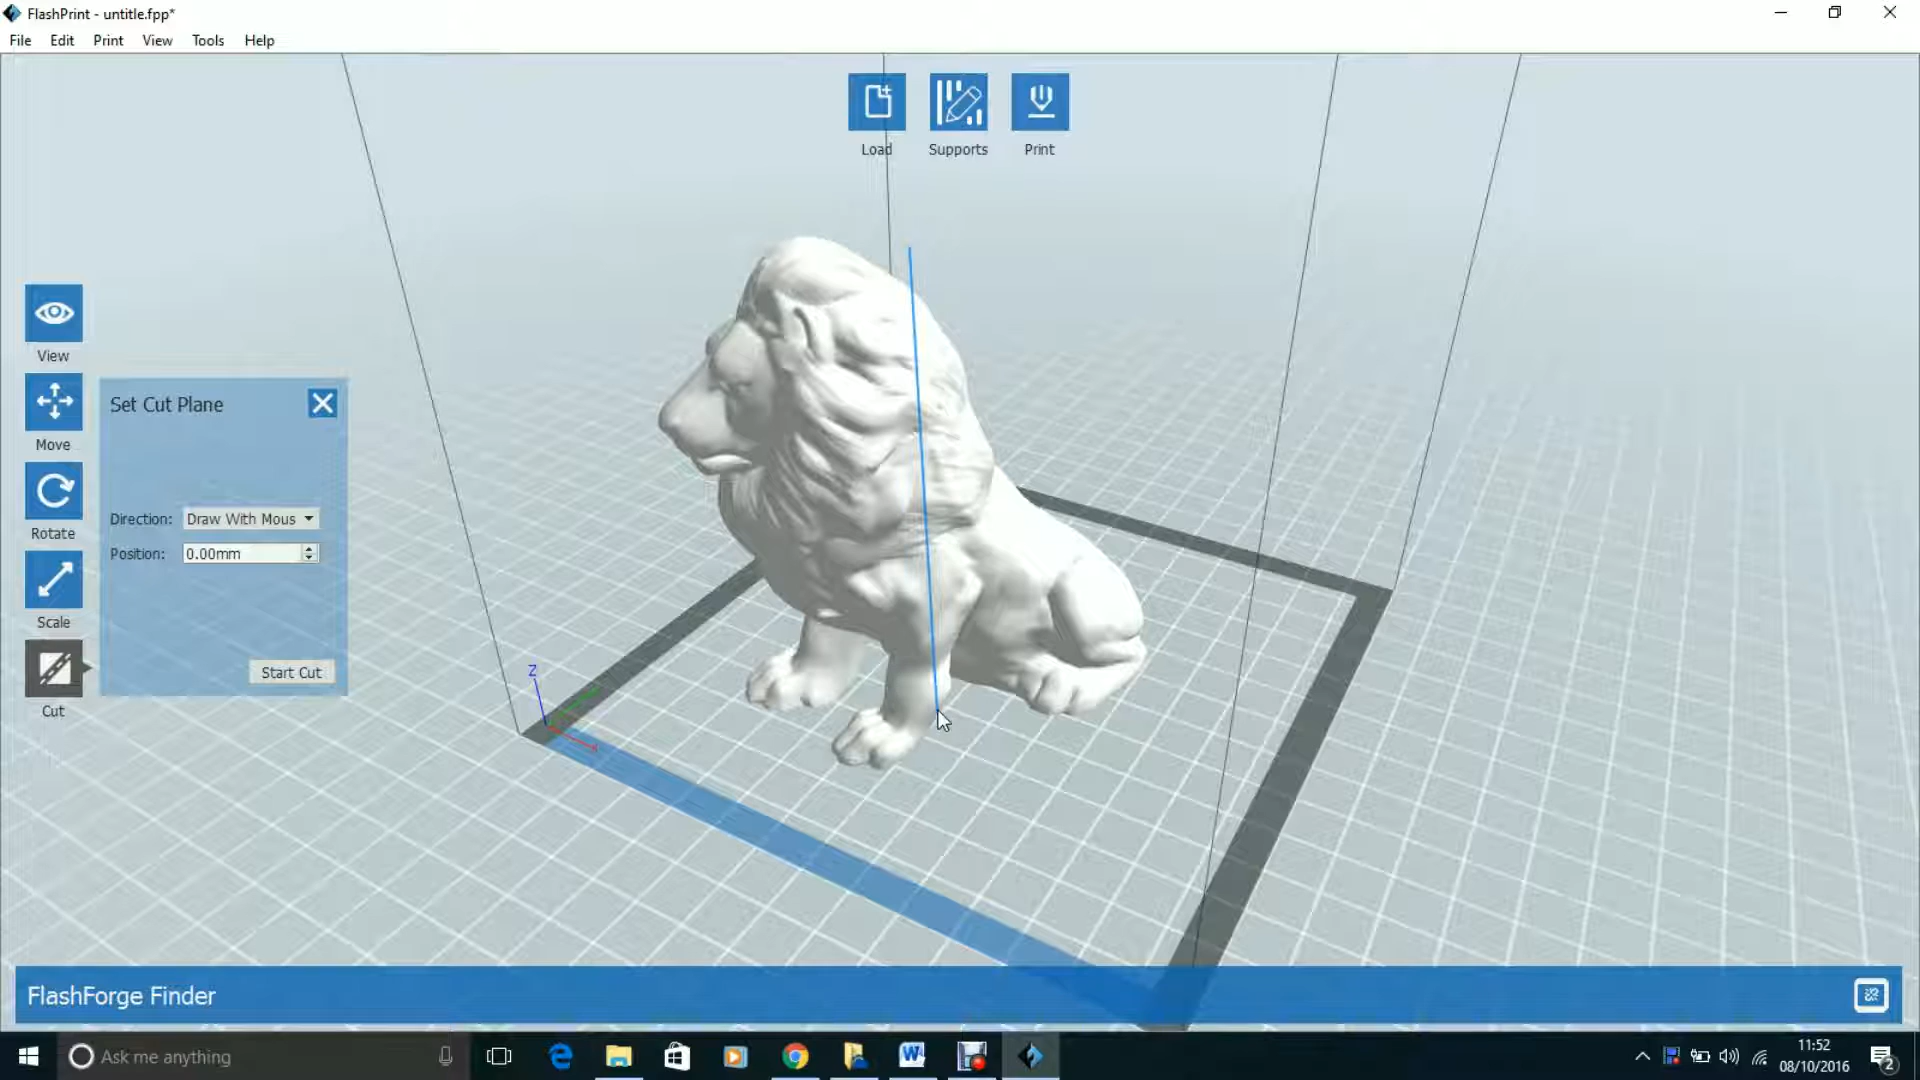 FlashPrint - untitle.fpp*
File Edit Print View Tools Help
Load Supports Print
View
Move
Rotate
Scale
Cut
Set Cut Plane
Direction: Draw With Mous
Position: 0.00mm
Start Cut
Z
FlashForge Finder
Ask me anything
W
11:52
08/10/2016
2